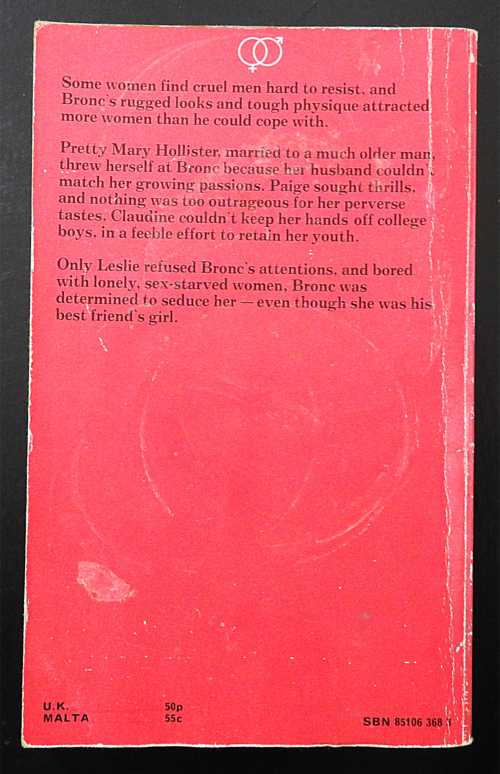 Some women find cruel men hard to resist, and
Bronc's rugged looks and tough physique attracted
more women than he could cope with.
Pretty Mary Hollister, married to a much older man,
threw herself at Bronc because her husband couldn't
match her growing passions. Paige sought thrills,
and nothing was too outrageous for her perverse
tastes. Claudine couldn't keep her hands off college
boys, in a feeble effort to retain her youth.
Only Leslie refused Bronc's attentions, and bored
with lonely, sex-starved women, Bronc was
determined to seduce her — even though she was his
best friend's girl.
U.K. 50p
MALTA 55c
SBN 85106 368 1